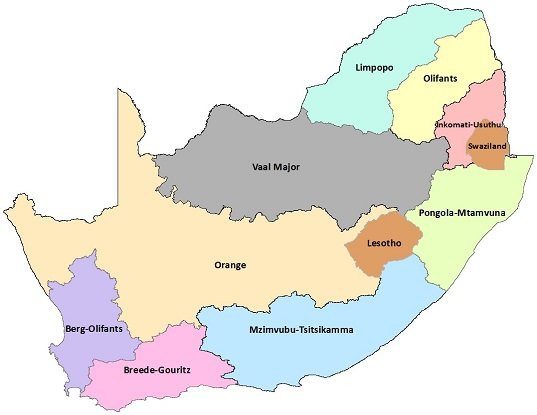 Limpopo
Olifants
Inkomati-Usuthu
Swaziland
Vaal Major
Pongola-Mtamvuna
Lesotho
Orange
Berg-Olifants
Mzimvubu-Tsitsikamma
Breede-Gouritz